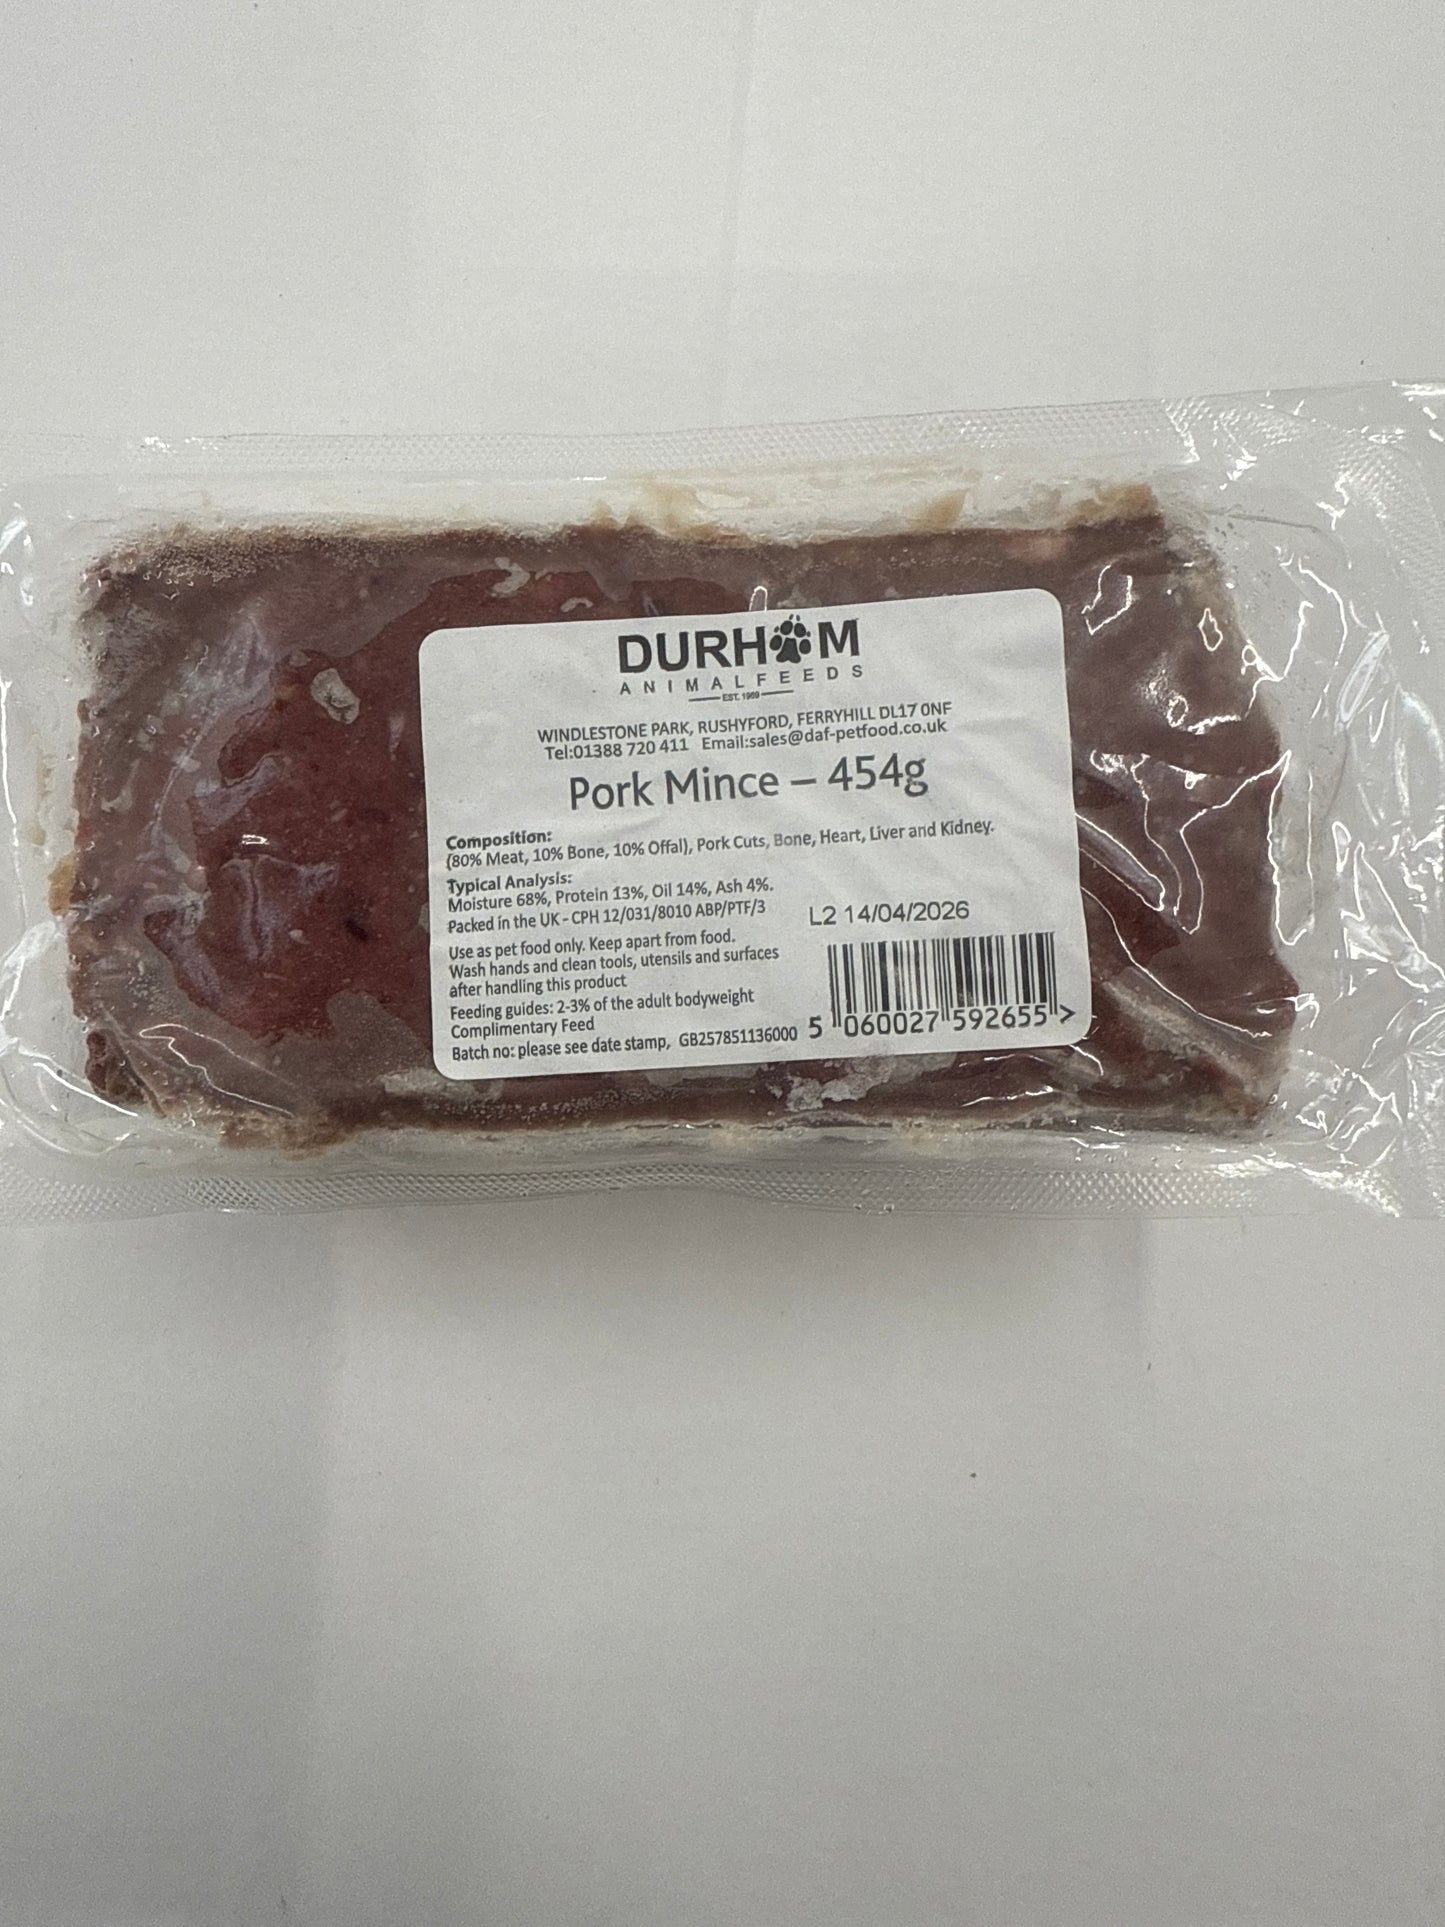 DURHAM
ANIMAL FEEDS
EST. 1969
WINDLESTONE PARK, RUSHYFORD, FERRYHILL DL17 0NF
Tel:01388 720 411 Email:sales@daf-petfood.co.uk
Pork Mince – 454g
Composition:
(80% Meat, 10% Bone, 10% Offal), Pork Cuts, Bone, Heart, Liver and Kidney.
Typical Analysis:
Moisture 68%, Protein 13%, Oil 14%, Ash 4%.
Packed in the UK - CPH 12/031/8010 ABP/PTF/3
L2 14/04/2026
Use as pet food only. Keep apart from food.
Wash hands and clean tools, utensils and surfaces
after handling this product
Feeding guides: 2-3% of the adult bodyweight
Complimentary Feed
Batch no: please see date stamp, GB257851136000
5 060027 592655 >